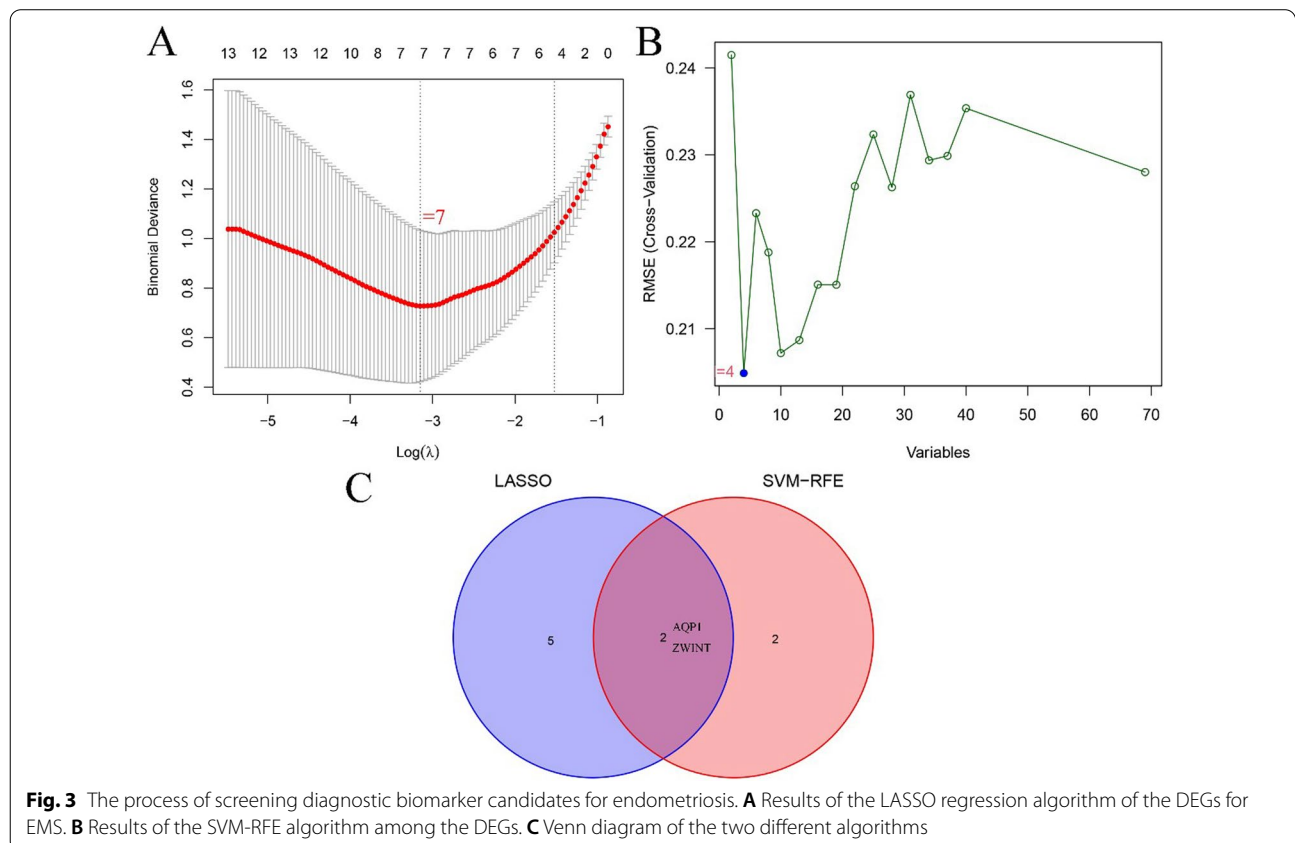 A
13 12 13 12 10 8 7 7 7 7 6 7 6 4 2 0
1.6
1.4
1.2
1.0
0.8
0.6
0.4
Binomial Deviance
=7
−5 −4 −3 −2 −1
Log(λ)
B
0.24
0.23
0.22
0.21
RMSE (Cross−Validation)
=4
0 10 20 30 40 50 60 70
Variables
C
LASSO SVM−RFE
5 2 AQP1 2
ZWINT
Fig. 3 The process of screening diagnostic biomarker candidates for endometriosis. A Results of the LASSO regression algorithm of the DEGs for
EMS. B Results of the SVM-RFE algorithm among the DEGs. C Venn diagram of the two different algorithms